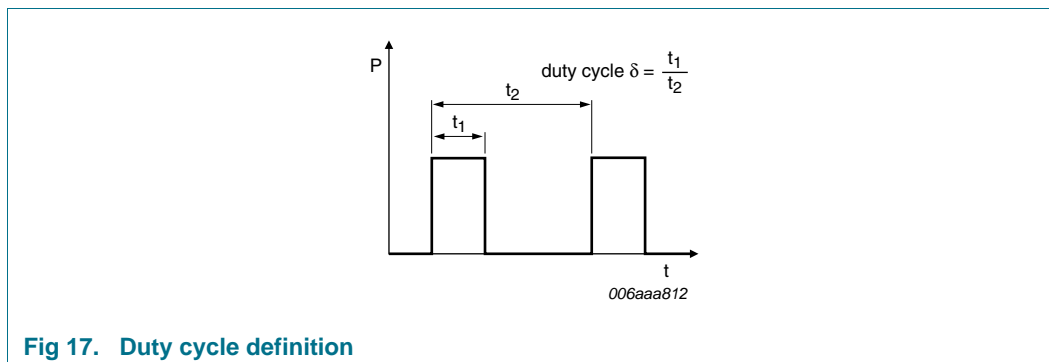 P
duty cycle δ = t1
t2
t2
t1
t
006aaa812
Fig 17. Duty cycle definition